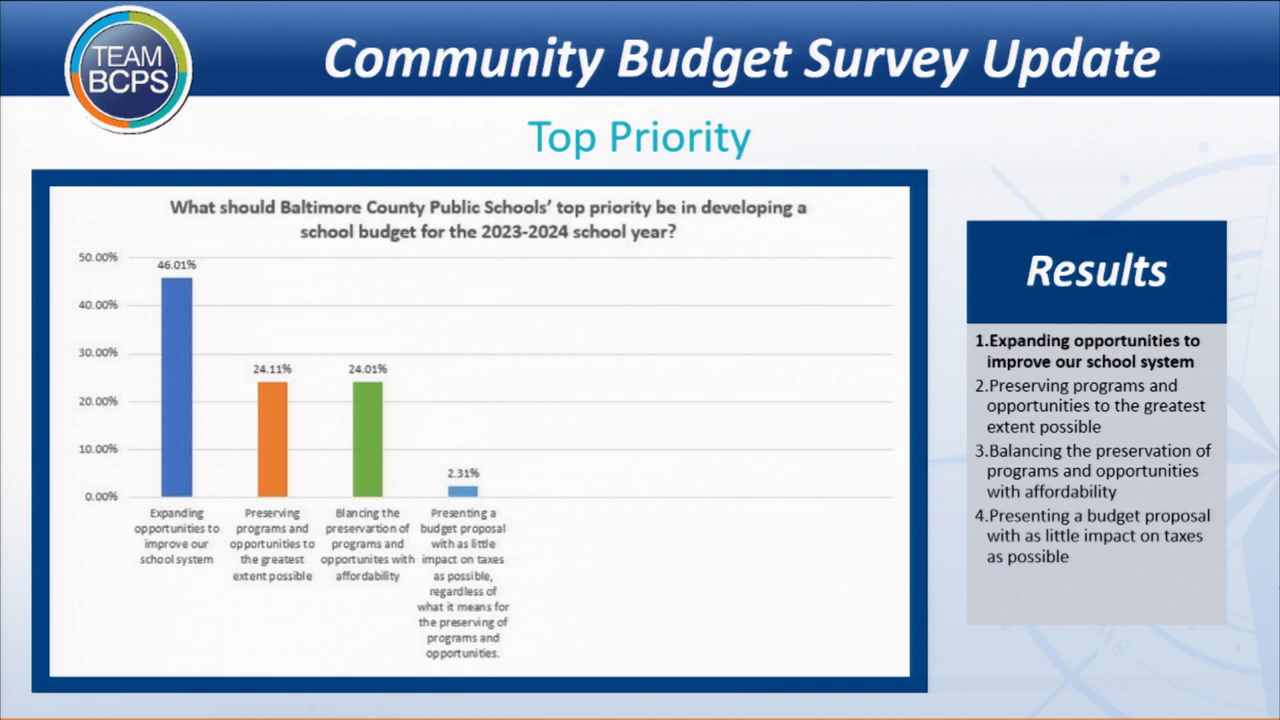 TEAM
BCPS
Community Budget Survey Update
Top Priority
What should Baltimore County Public Schools' top priority be in developing a
school budget for the 2023-2024 school year?
50.00%
40.00%
30.00%
20.00%
10.00%
0.00%
46.01%
24.11%
24.01%
2.31%
Expanding
opportunities to
improve our
school system
Preserving
programs and
opportunities to
the greatest
extent possible
Blancing the
preservartion of
programs and
opportunites with
affordability
Presenting a
budget proposal
with as little
impact on taxes
as possible,
regardless of
what it means for
the preserving of
programs and
opportunities.
Results
1.Expanding opportunities to
improve our school system
2.Preserving programs and
opportunities to the greatest
extent possible
3.Balancing the preservation of
programs and opportunities
with affordability
4.Presenting a budget proposal
with as little impact on taxes
as possible